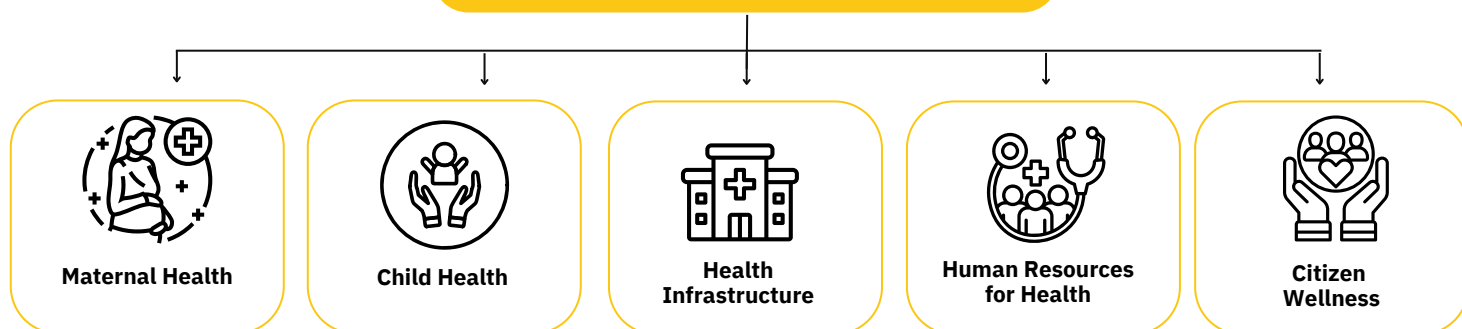 Maternal Health
Child Health
Health
Infrastructure
Human Resources
for Health
Citizen
Wellness